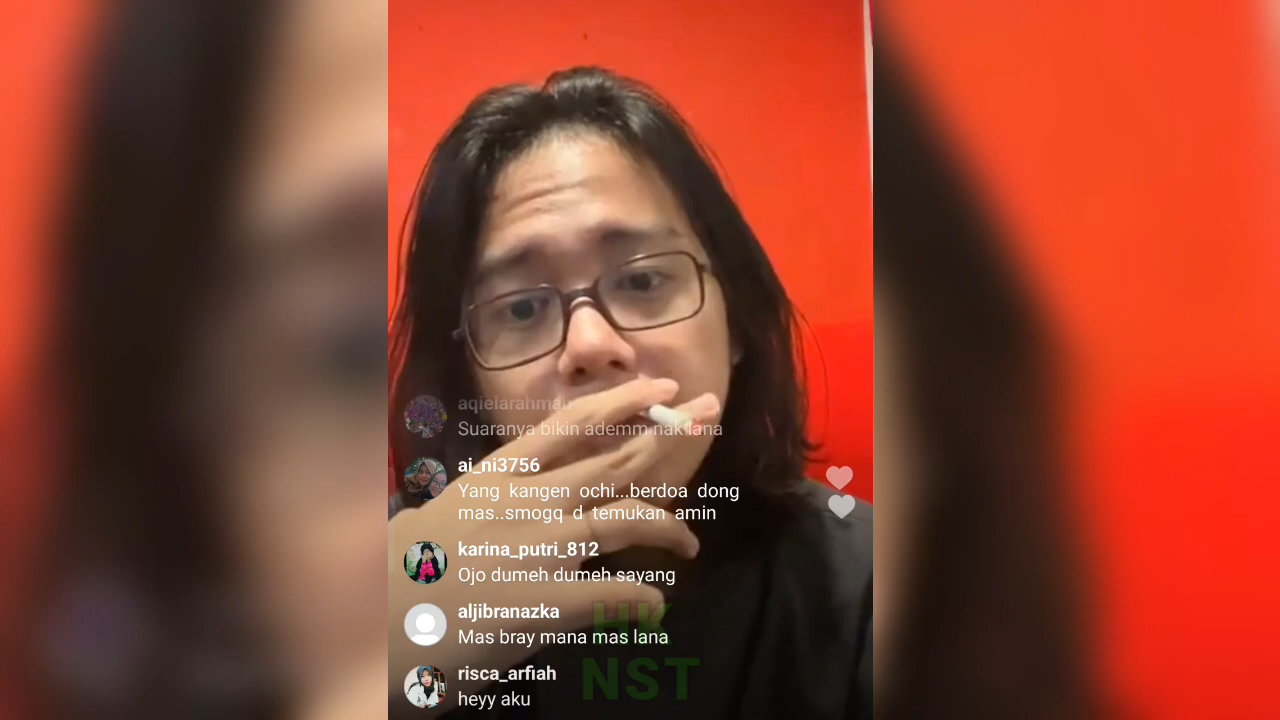 aqielarahman
Suaranya bikin ademm nak lana
ai_ni3756
Yang kangen ochi...berdoa dong
mas..smogq d temukan amin
karina_putri_812
Ojo dumeh dumeh sayang
aljibranazka
Mas bray mana mas lana
risca_arfiah
heyy aku
HK
NST